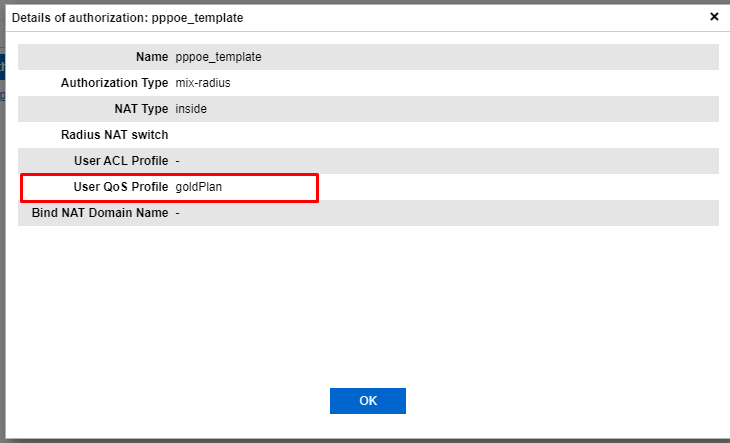 Details of authorization: pppoe_template ×
Name pppoe_template
Authorization Type mix-radius
NAT Type inside
Radius NAT switch
User ACL Profile -
User QoS Profile goldPlan
Bind NAT Domain Name -
OK